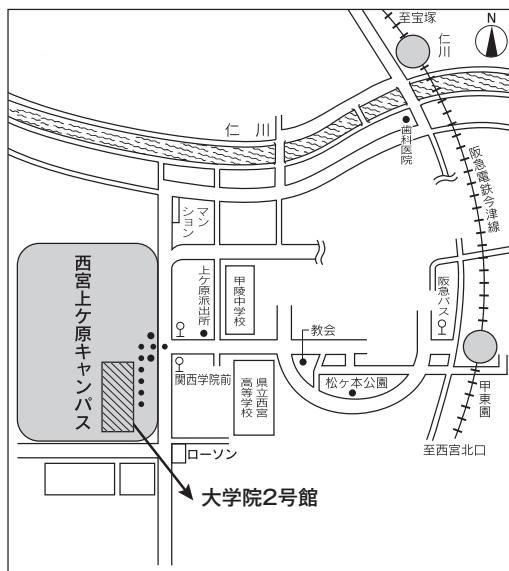 至宝塚
仁川
N
仁川
歯科医院
阪急電鉄今津線
マンション
西宮上ケ原キャンパス
上ケ原派出所
甲陵中学校
阪急バス
教会
関西学院前
県立西宮
高等学校
松ヶ本公園
甲東園
至西宮北口
ローソン
大学院2号館